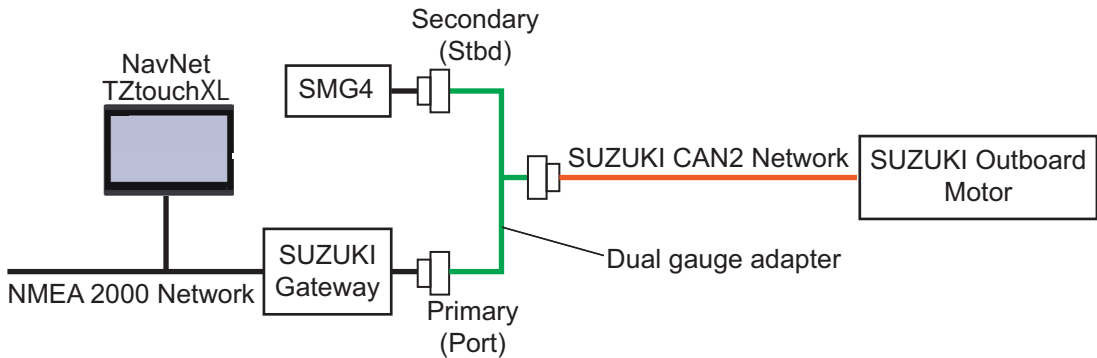 Secondary
(Stbd)
NavNet
TZtouchXL
SMG4
SUZUKI CAN2 Network
SUZUKI Outboard
Motor
SUZUKI
Gateway
Dual gauge adapter
NMEA 2000 Network
Primary
(Port)